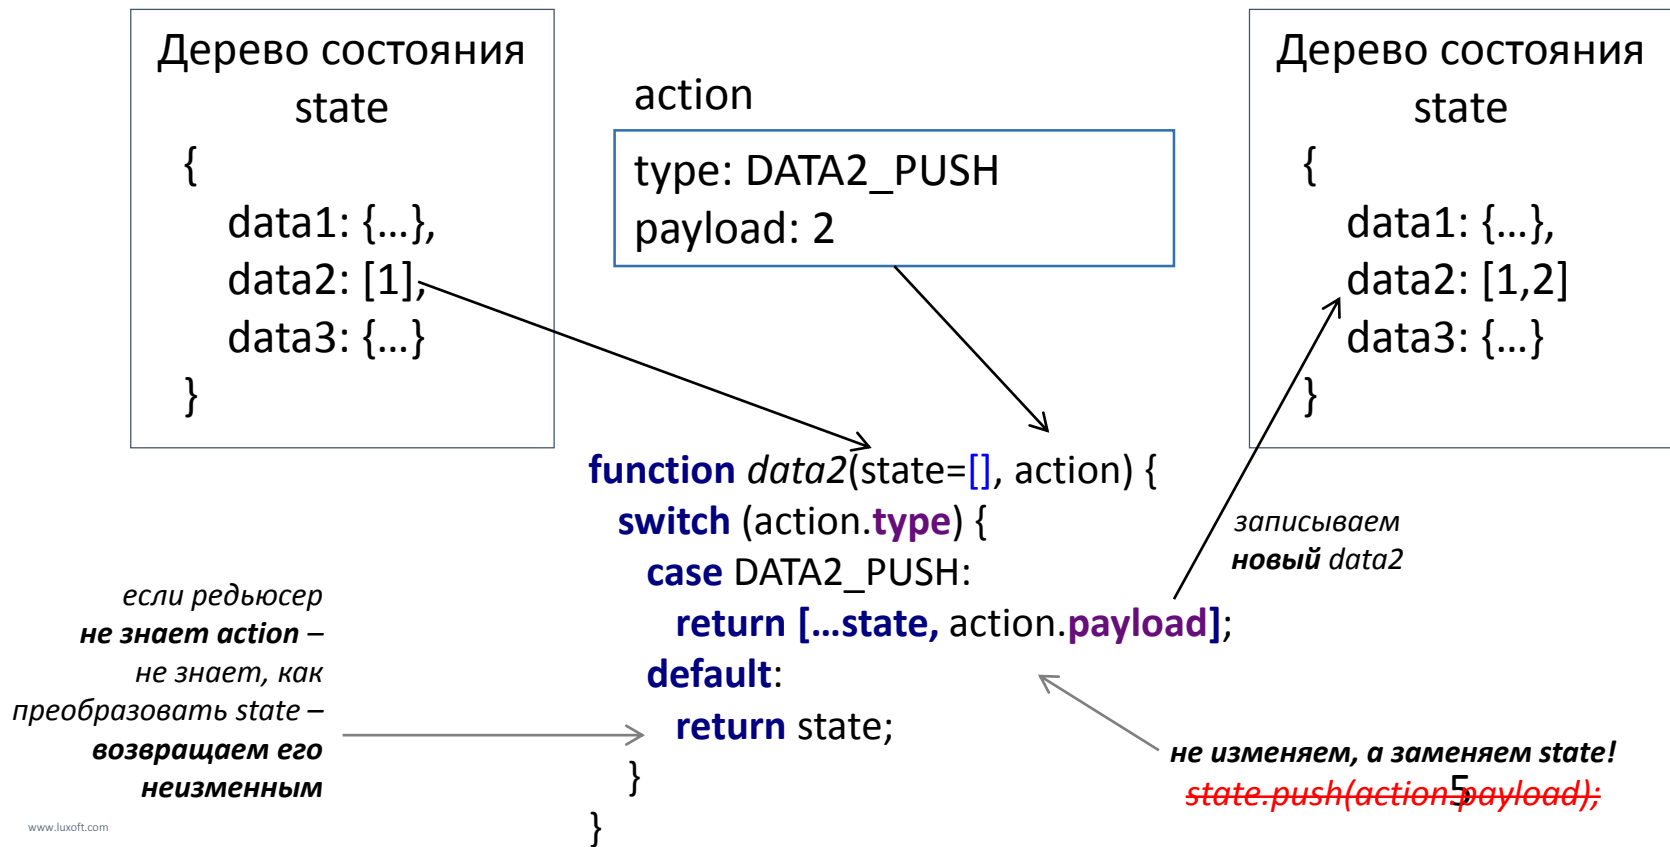 Дерево состояния
state
{
data1: {…},
data2: [1],
data3: {…}
}
action
type: DATA2_PUSH
payload: 2
Дерево состояния
state
{
data1: {…},
data2: [1,2]
data3: {…}
}
function data2(state=[], action) {
switch (action.type) {
case DATA2_PUSH:
return […state, action.payload];
default:
return state;
}
}
записываем
новый data2
если редьюсер
не знает action –
не знает, как
преобразовать state –
возвращаем его
неизменным
не изменяем, а заменяем state!
state.push(action.payload);
5
www.luxoft.com